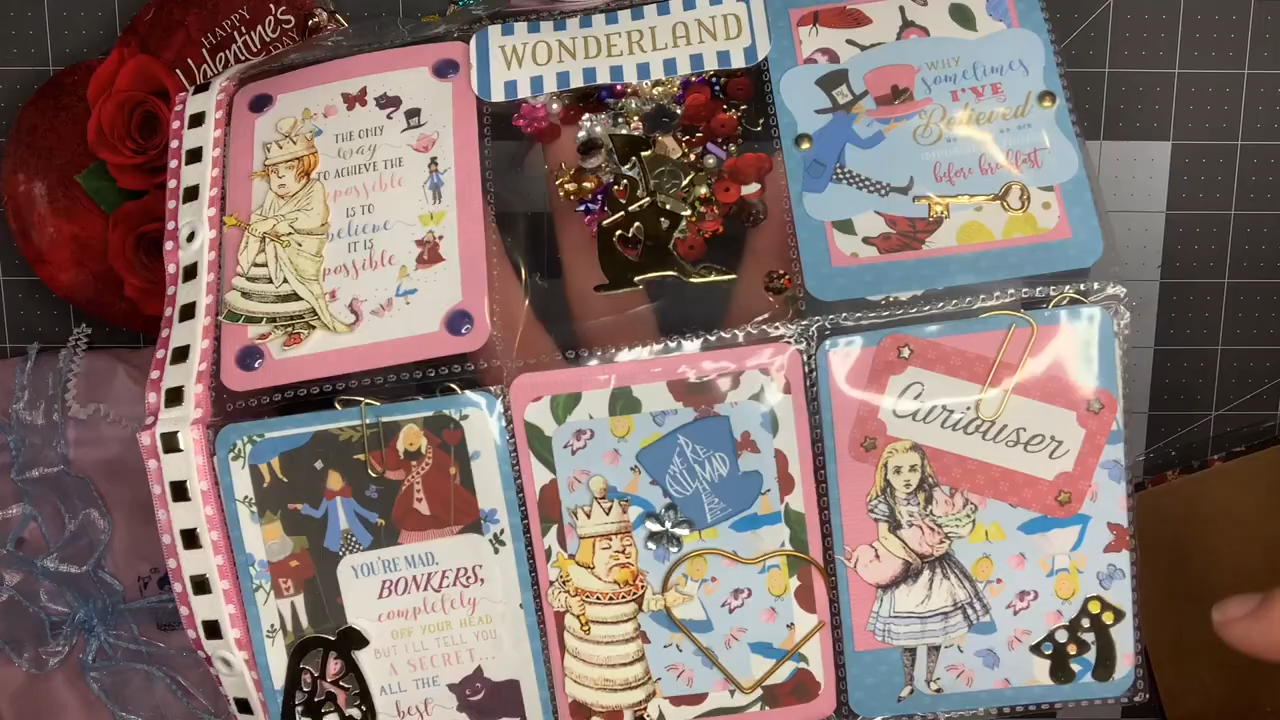 HAPPY
Valentine's
DAY
WONDERLAND
THE ONLY
way
TO ACHIEVE THE
IS TO
believe
IT IS
possible
WHY
sometimes
I'VE
Believed
before breakfast
YOU'RE MAD,
BONKERS,
completely
OFF YOUR HEAD
BUT I'LL TELL YOU
A SECRET...
ALL THE
best
WE'RE
ALL MAD
HERE
Curiouser